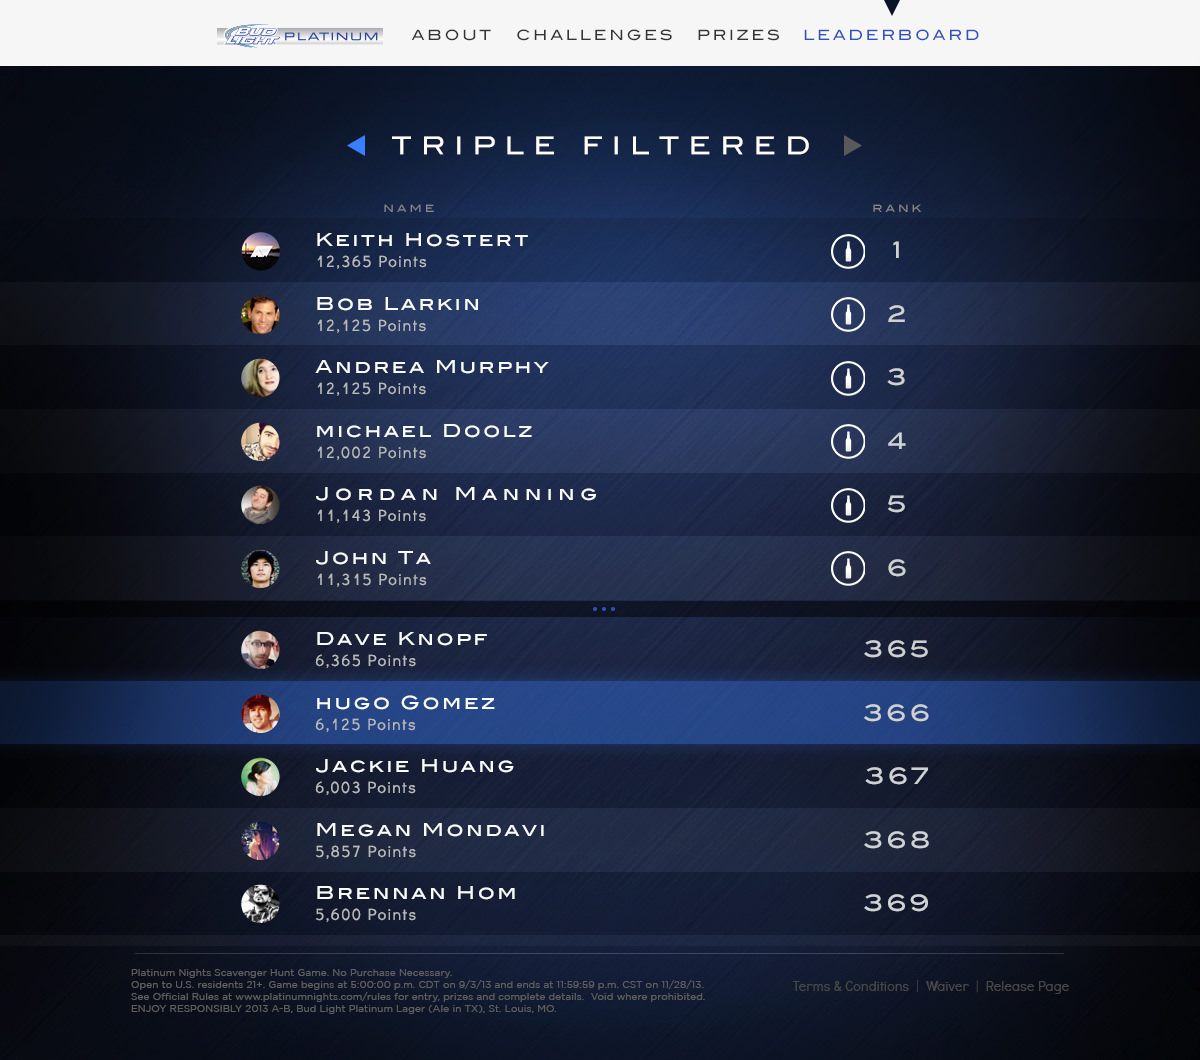 BUD LIGHT PLATINUM ABOUT CHALLENGES PRIZES LEADERBOARD
TRIPLE FILTERED
NAME RANK
KEITH HOSTERT
12,365 Points
1
BOB LARKIN
12,125 Points
2
ANDREA MURPHY
12,125 Points
3
MICHAEL DOOLZ
12,002 Points
4
JORDAN MANNING
11,143 Points
5
JOHN TA
11,315 Points
6
DAVE KNOPF
6,365 Points
365
HUGO GOMEZ
6,125 Points
366
JACKIE HUANG
6,003 Points
367
MEGAN MONDAVI
5,857 Points
368
BRENNAN HOM
5,600 Points
369
Platinum Nights Scavenger Hunt Game. No Purchase Necessary.
Open to U.S. residents 21+. Game begins at 5:00:00 p.m. CDT on 9/3/13 and ends at 11:59:59 p.m. CST on 11/28/13.
See Official Rules at www.platinumnights.com/rules for entry, prizes and complete details. Void where prohibited.
ENJOY RESPONSIBLY 2013 A-B, Bud Light Platinum Lager (Ale in TX), St. Louis, MO.
Terms & Conditions | Waiver | Release Page